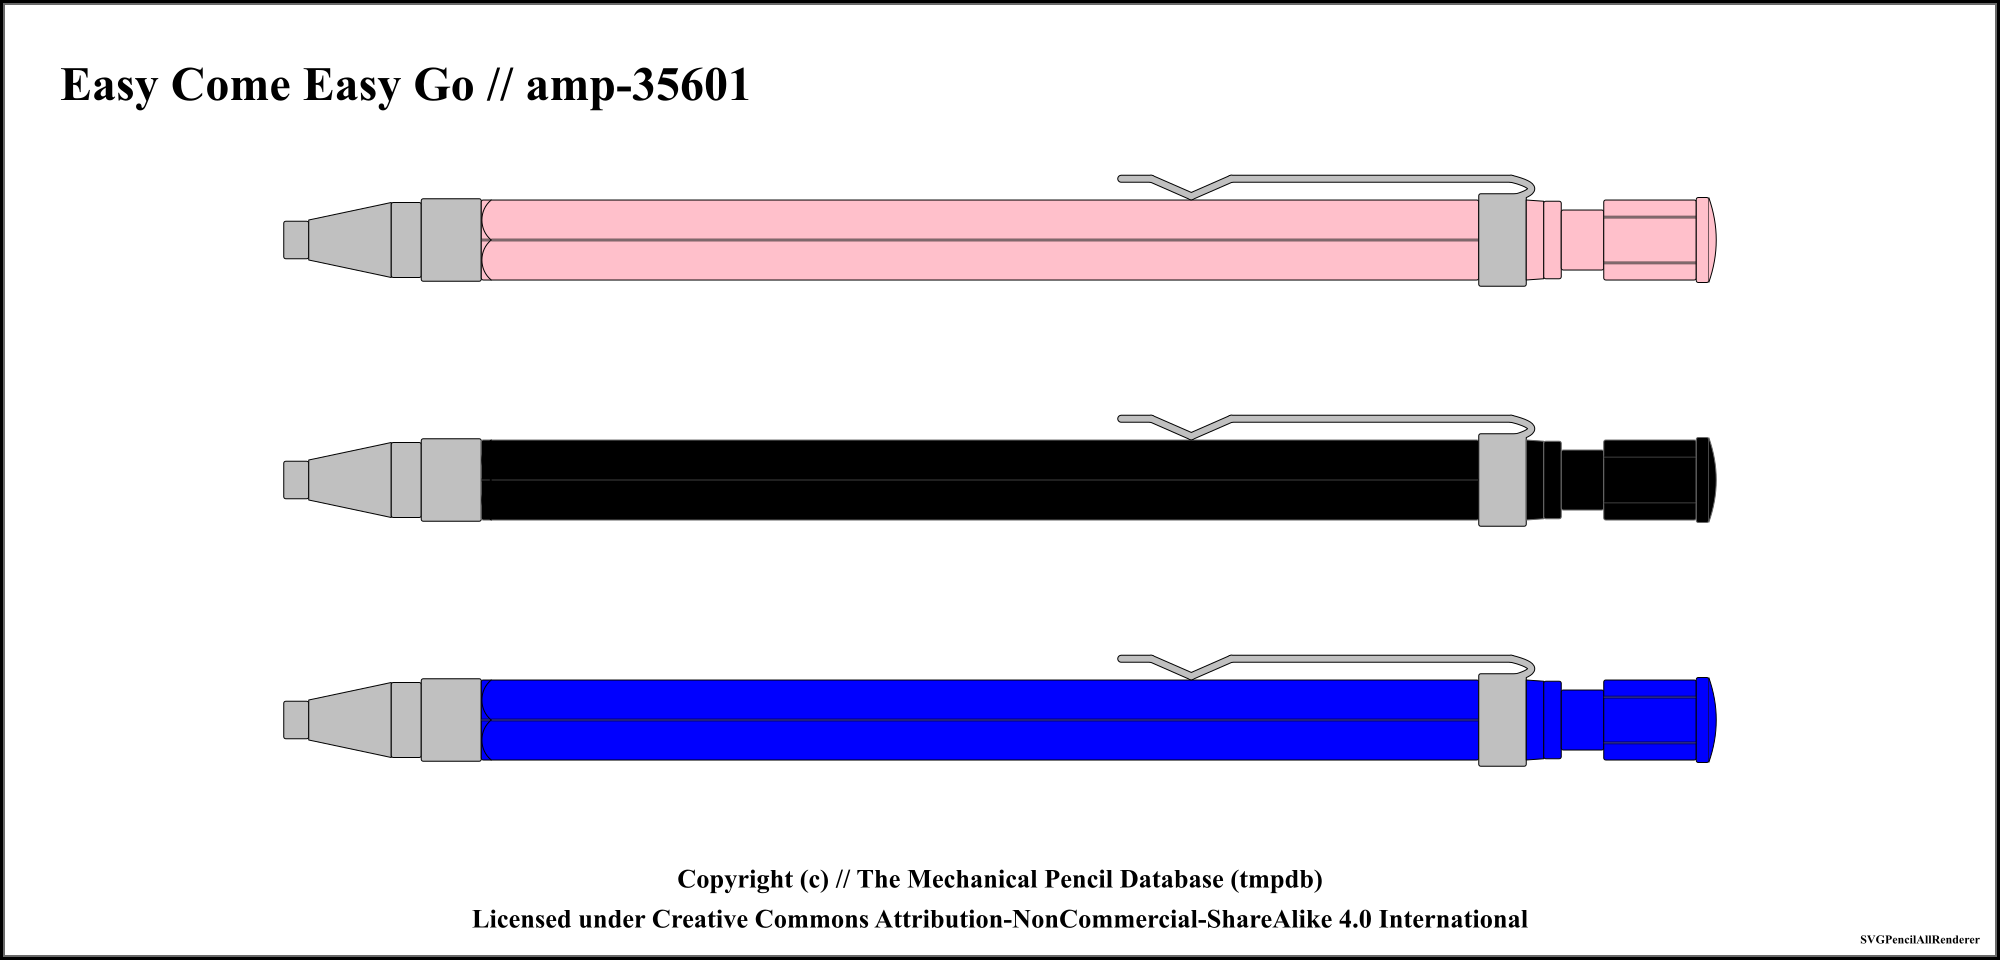 Easy Come Easy Go // amp-35601
Copyright (c) // The Mechanical Pencil Database (tmpdb)
Licensed under Creative Commons Attribution-NonCommercial-ShareAlike 4.0 International
SVGPencilAllRenderer